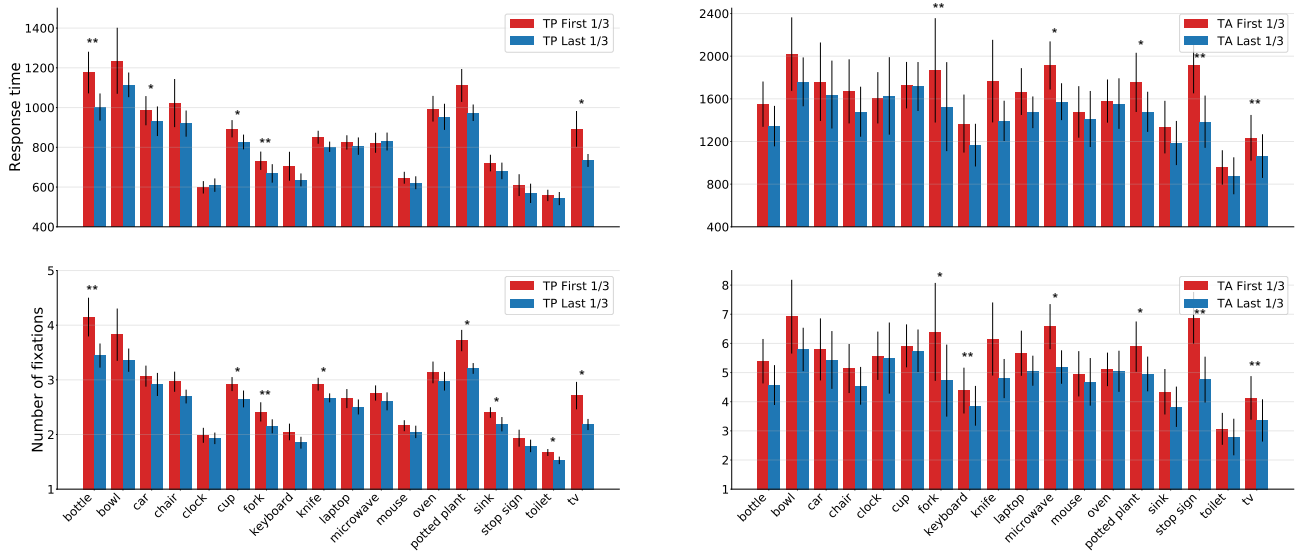 TP First 1/3
TP Last 1/3
**
*
*
**
*
Response time
1400
1200
1000
800
600
400
TA First 1/3
TA Last 1/3
**
*
*
**
**
2400
2000
1600
1200
800
400
TP First 1/3
TP Last 1/3
**
*
**
*
*
*
*
*
Number of fixations
5
4
3
2
1
bottle
bowl
car
chair
clock
cup
fork
keyboard
knife
laptop
microwave
mouse
oven
potted plant
sink
stop sign
toilet
tv
TA First 1/3
TA Last 1/3
*
**
*
*
**
**
8
7
6
5
4
3
2
1
bottle
bowl
car
chair
clock
cup
fork
keyboard
knife
laptop
microwave
mouse
oven
potted plant
sink
stop sign
toilet
tv